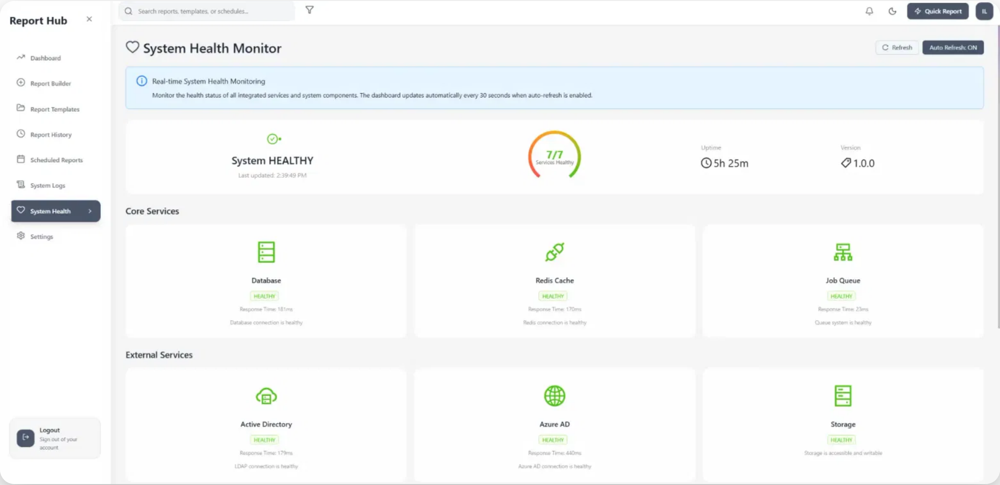 Report Hub
Search reports, templates, or schedules...
Quick Report
IL
Dashboard
Report Builder
Report Templates
Report History
Scheduled Reports
System Logs
System Health
Settings
Logout
Sign out of your
account
System Health Monitor
Refresh
Auto Refresh: ON
Real-time System Health Monitoring
Monitor the health status of all integrated services and system components. The dashboard updates automatically every 30 seconds when auto-refresh is enabled.
System HEALTHY
Last updated: 2:39:49 PM
7/7
Services Healthy
Uptime
5h 25m
Version
1.0.0
Core Services
Database
HEALTHY
Response Time: 181ms
Database connection is healthy
Redis Cache
HEALTHY
Response Time: 170ms
Redis connection is healthy
Job Queue
HEALTHY
Response Time: 23ms
Queue system is healthy
External Services
Active Directory
HEALTHY
Response Time: 179ms
LDAP connection is healthy
Azure AD
HEALTHY
Response Time: 440ms
Azure AD connection is healthy
Storage
HEALTHY
Storage is accessible and writable